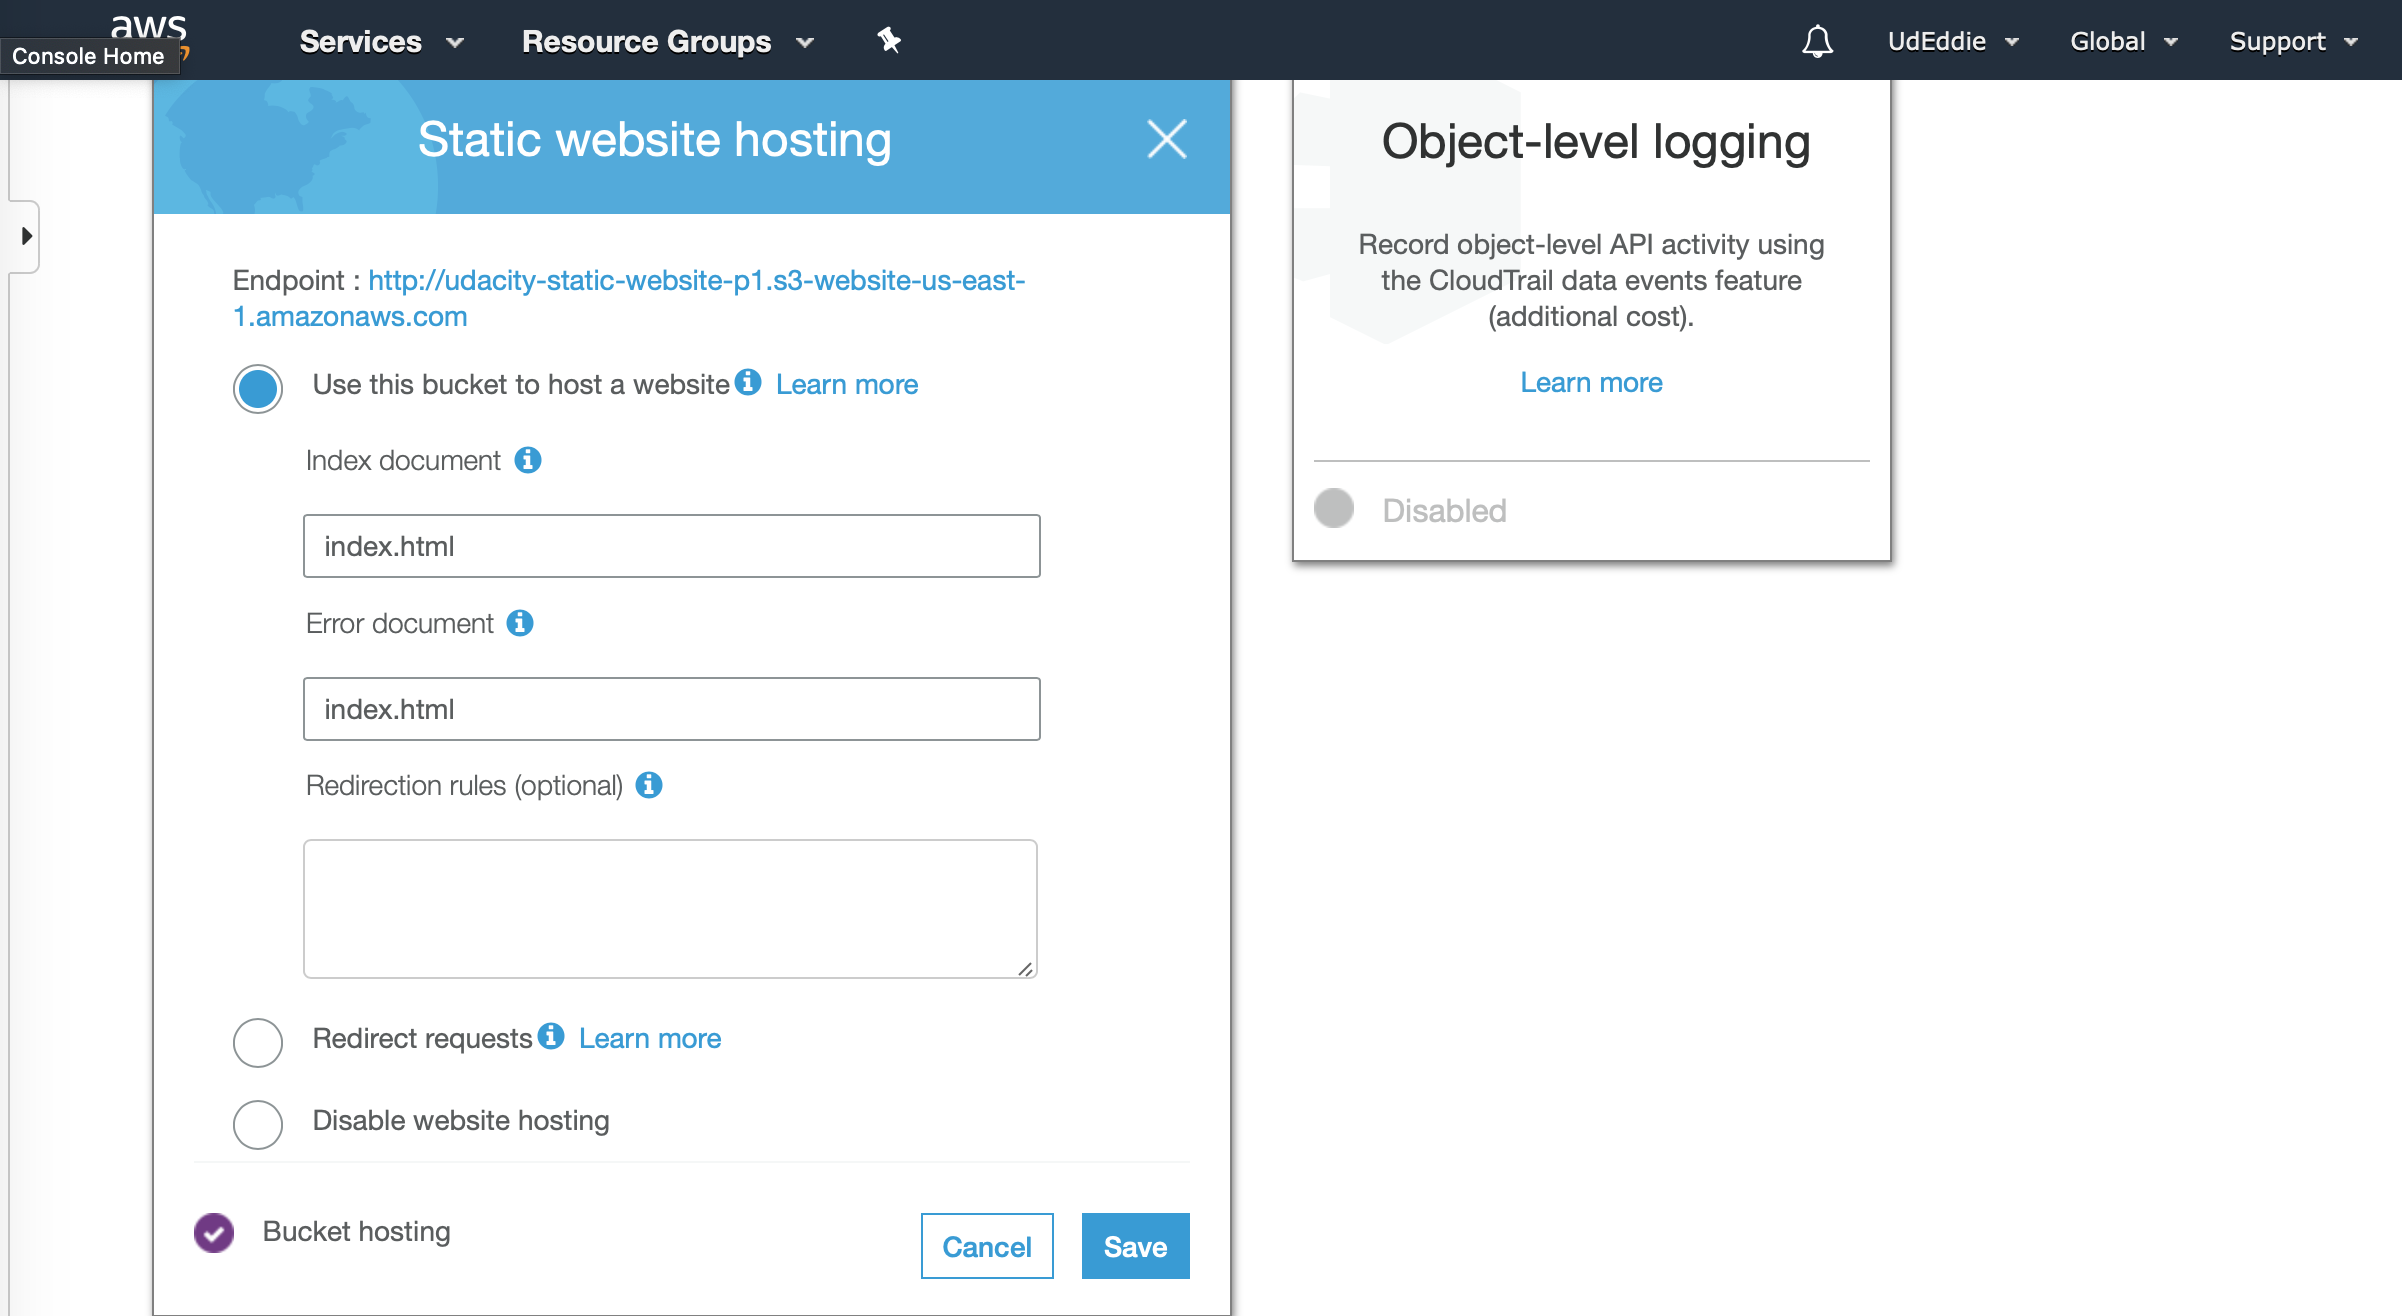 aws
Console Home
Services
Resource Groups
UdEddie
Global
Support
Static website hosting
Endpoint : http://udacity-static-website-p1.s3-website-us-east-
1.amazonaws.com
Use this bucket to host a website Learn more
Index document
index.html
Error document
index.html
Redirection rules (optional)
Redirect requests Learn more
Disable website hosting
Bucket hosting
Cancel
Save
Object-level logging
Record object-level API activity using
the CloudTrail data events feature
(additional cost).
Learn more
Disabled